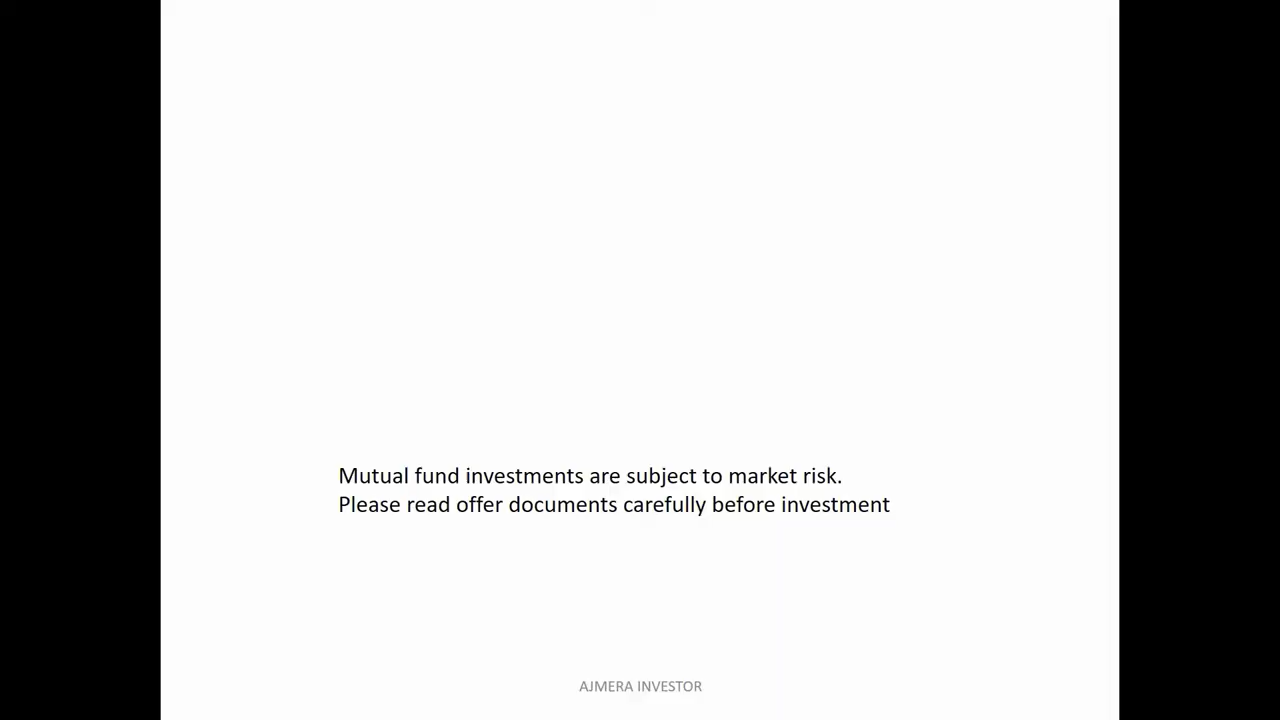 Mutual fund investments are subject to market risk.
Please read offer documents carefully before investment
AJMERA INVESTOR